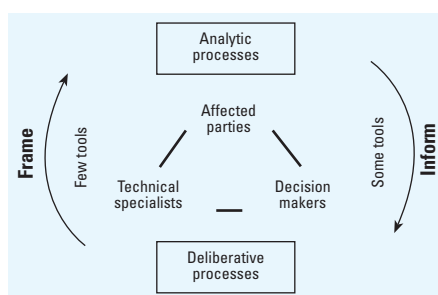 Analytic
processes
Affected
parties
Frame
Few tools
Some tools
Inform
Technical
specialists
Decision
makers
Deliberative
processes